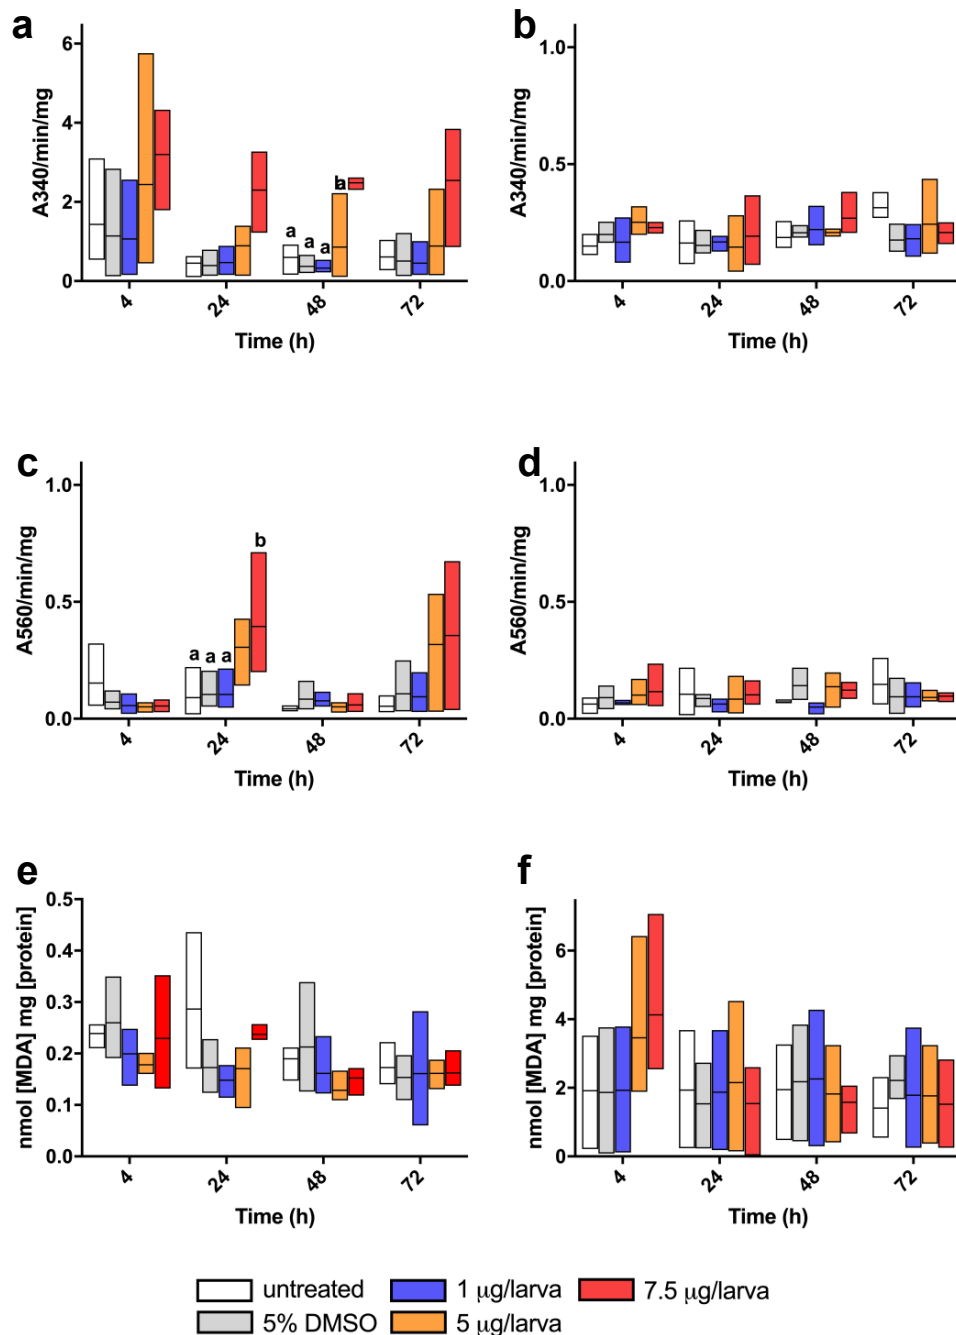 a
b
6
4
2
0
A340/min/mg
a
a
a
b
4
24
48
72
Time (h)
1.0
0.5
0.0
A340/min/mg
4
24
48
72
Time (h)
c
d
1.0
0.5
0.0
A560/min/mg
a a a
b
4
24
48
72
Time (h)
1.0
0.5
0.0
A560/min/mg
4
24
48
72
Time (h)
e
f
0.5
0.4
0.3
0.2
0.1
0.0
nmol [MDA] mg [protein]
4
24
48
72
Time (h)
6
4
2
0
nmol [MDA] mg [protein]
4
24
48
72
Time (h)
untreated
1 µg/larva
7.5 µg/larva
5% DMSO
5 µg/larva